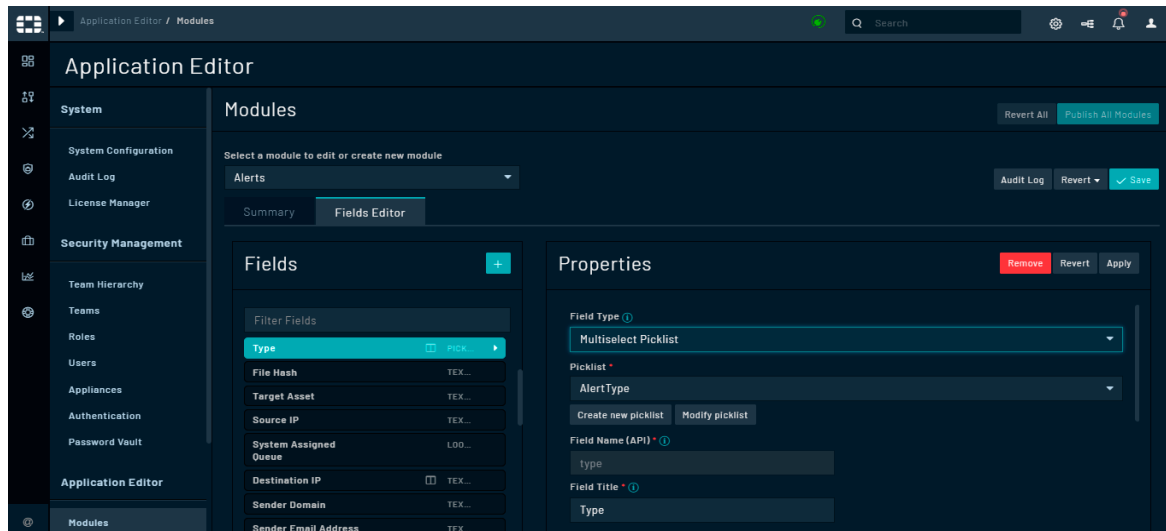 Application Editor / Modules
Search
Application Editor
System
System Configuration
Audit Log
License Manager
Security Management
Team Hierarchy
Teams
Roles
Users
Appliances
Authentication
Password Vault
Application Editor
Modules
@
Modules
Revert All
Publish All Modules
Select a module to edit or create new module
Alerts
Audit Log
Revert
Save
Summary
Fields Editor
Fields
+
Filter Fields
Type PICK...
File Hash TEX...
Target Asset TEX...
Source IP TEX...
System Assigned LOO...
Queue
Destination IP TEX...
Sender Domain TEX...
Sender Email Address TEX
Properties
Remove
Revert
Apply
Field Type
Multiselect Picklist
Picklist *
AlertType
Create new picklist
Modify picklist
Field Name (API) *
type
Field Title *
Type